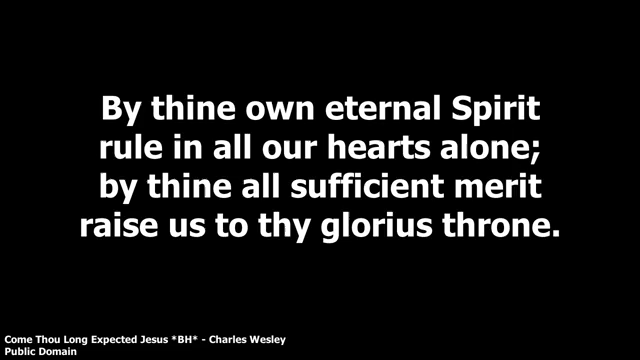 By thine own eternal Spirit
rule in all our hearts alone;
by thine all sufficient merit
raise us to thy glorius throne.
Come Thou Long Expected Jesus *BH* - Charles Wesley
Public Domain